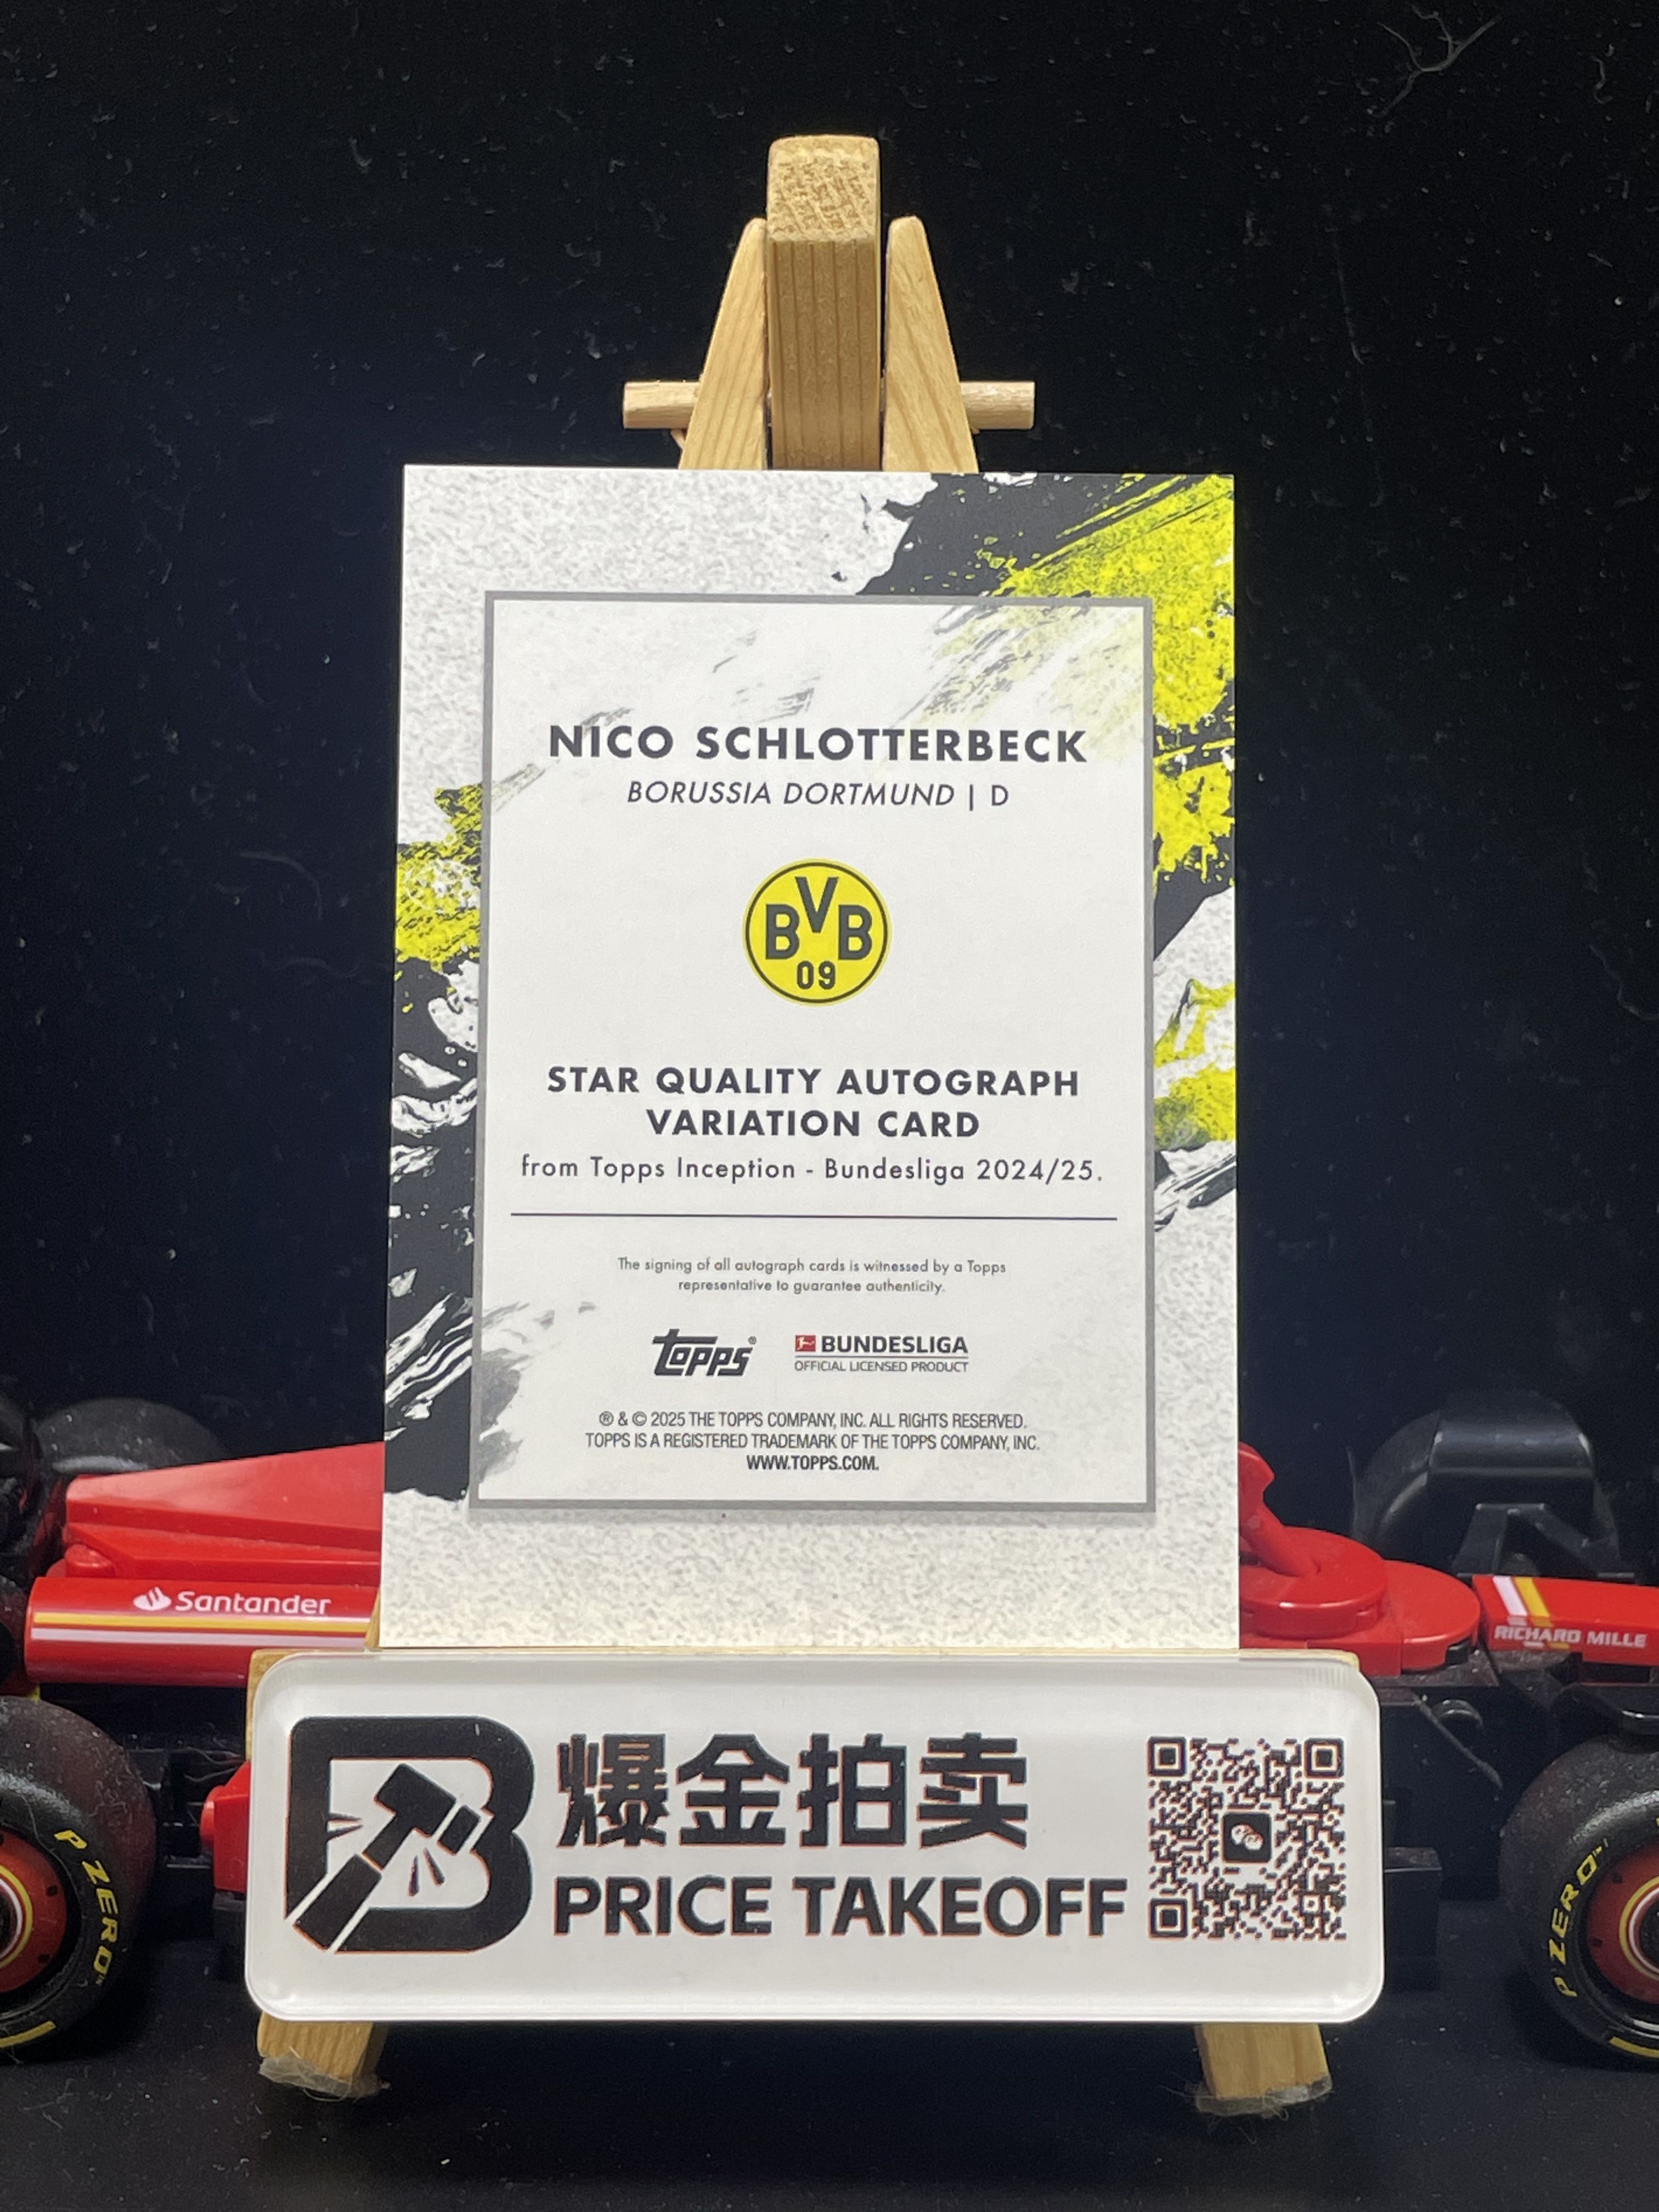 NICO SCHLOTTERBECK
BORUSSIA DORTMUND | D
BVB
09
STAR QUALITY AUTOGRAPH
VARIATION CARD
from Topps Inception - Bundesliga 2024/25.
The signing of all autograph cards is witnessed by a Topps
representative to guarantee authenticity.
topps®
BUNDESLIGA
OFFICIAL LICENSED PRODUCT
® & © 2025 THE TOPPS COMPANY, INC. ALL RIGHTS RESERVED.
TOPPS IS A REGISTERED TRADEMARK OF THE TOPPS COMPANY, INC.
WWW.TOPPS.COM.
Santander
RICHARD MILLE
爆金拍卖
PRICE TAKEOFF
P ZERO™
P ZERO™